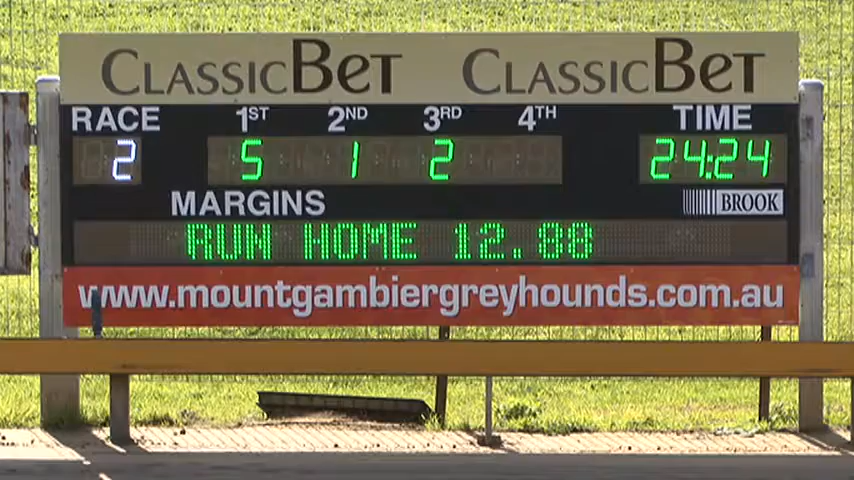 CLASSICBET CLASSICBET
RACE 1ST 2ND 3RD 4TH TIME
2 5 1 2 24:24
MARGINS BROOK
RUN HOME 12.88
www.mountgambiergreyhounds.com.au